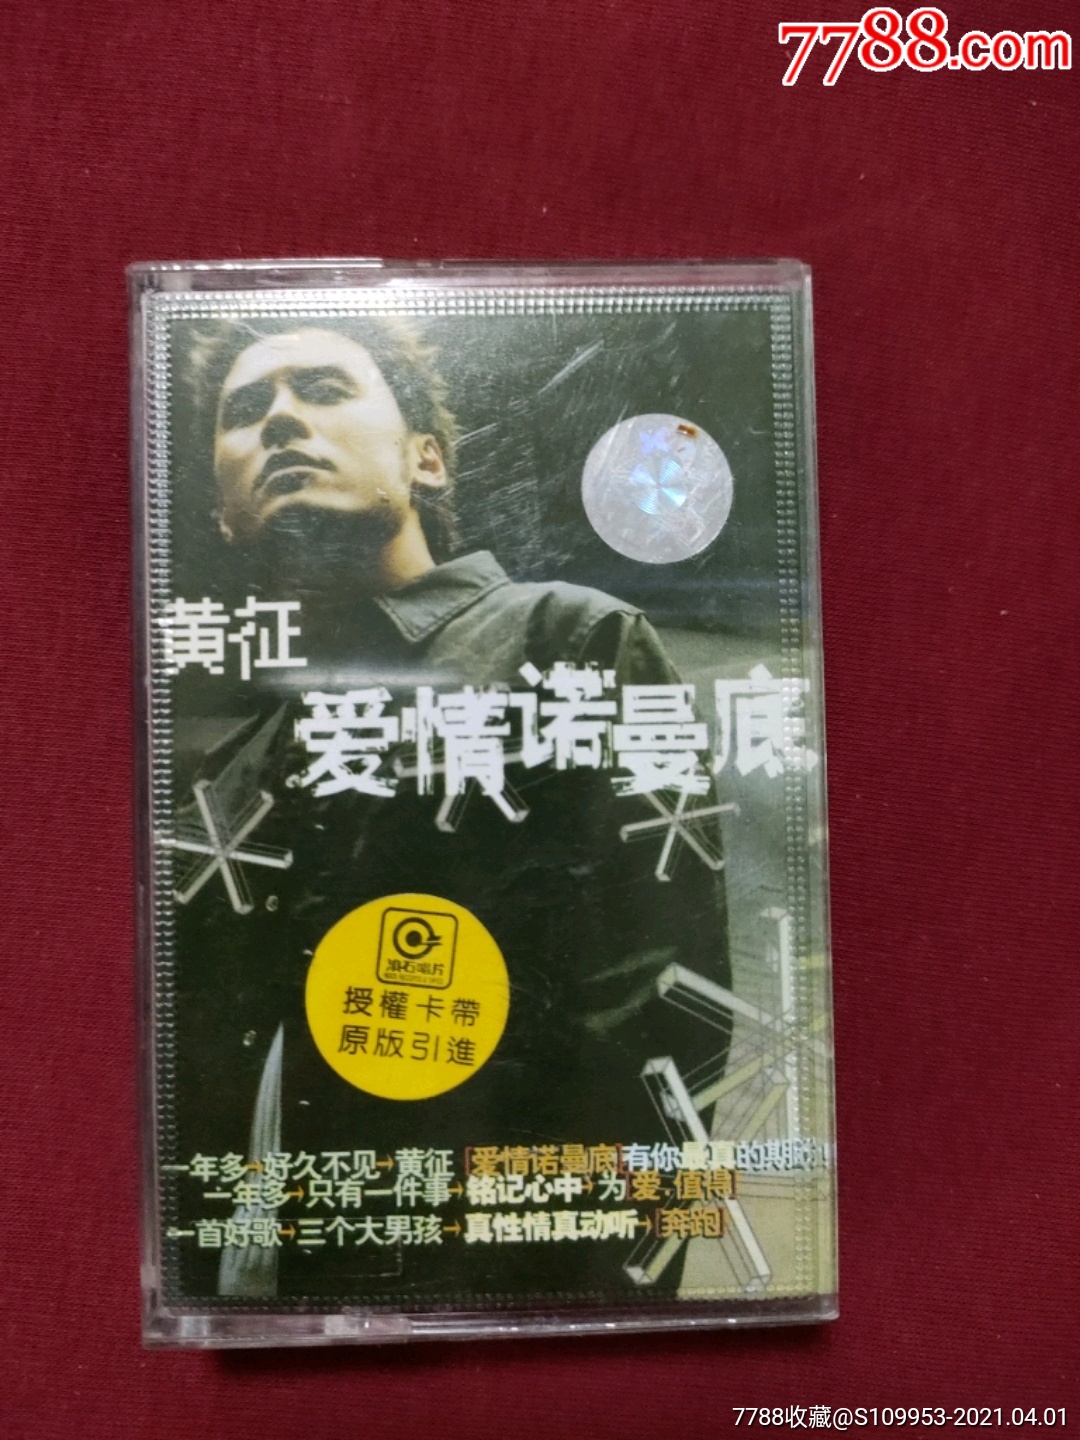 7788.com
黄征
爱情诺曼底
滚石唱片
授權卡帶
原版引進
一年多→好久不见→黄征[爱情诺曼底]有你最真的期盼!
一年多→只有一件事→铭记心中→为[爱.值得]
一首好歌→三个大男孩→真性情真动听→[奔跑]
7788收藏@S109953-2021.04.01